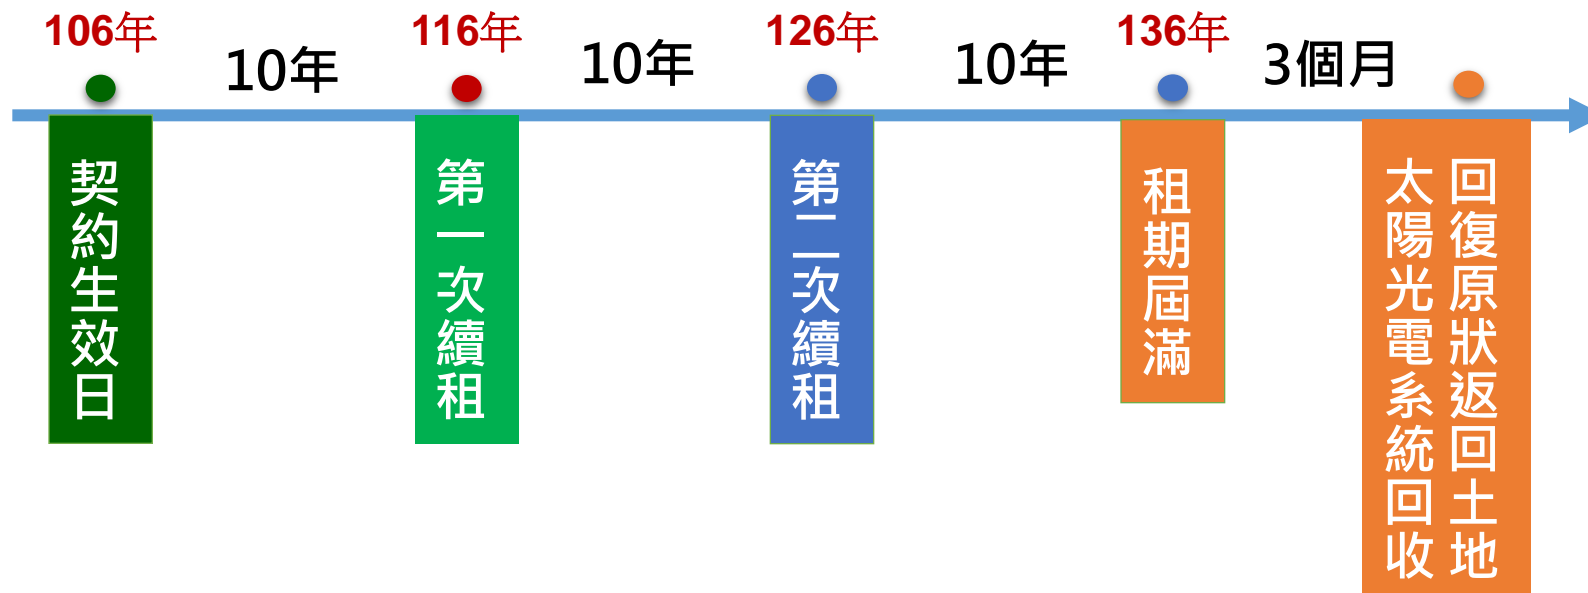 106年
10年
116年
10年
126年
10年
136年
3個月
契約生效日
第一次續租
第二次續租
租期屆滿
回復原狀返回土地
太陽光電系統回收